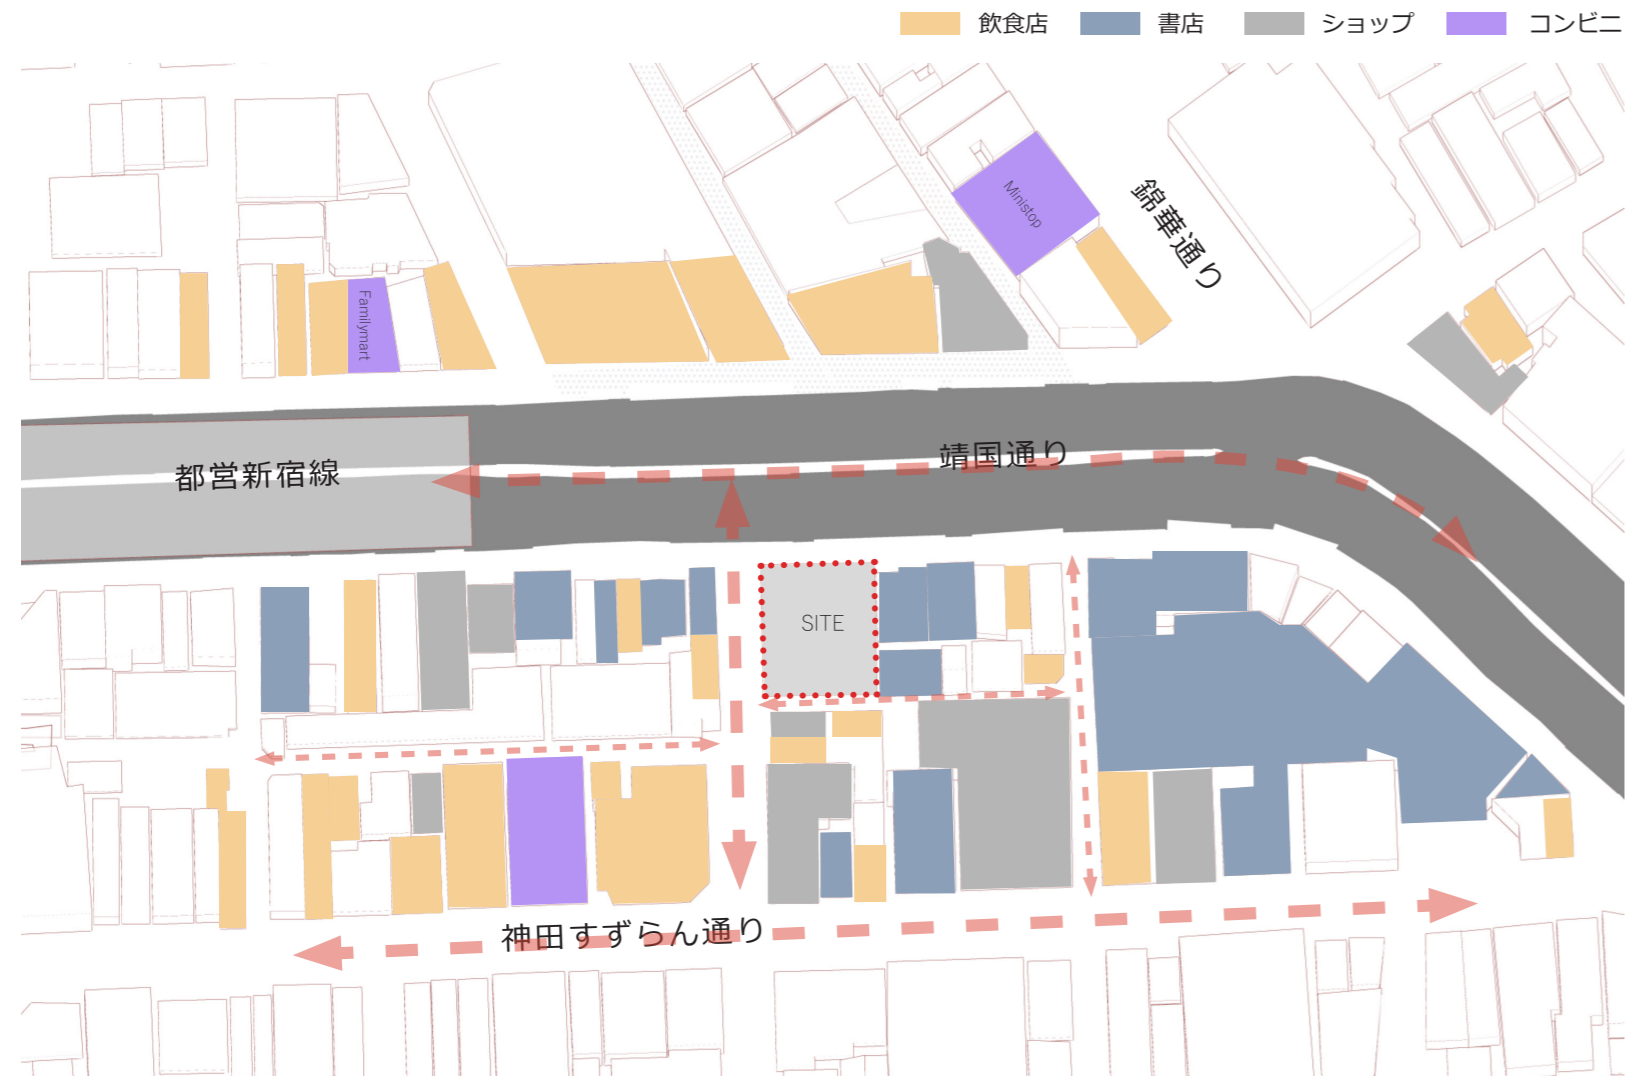 飲食店
書店
ショップ
コンビニ
Ministop
錦華通り
Familymart
靖国通り
都営新宿線
SITE
神田すずらん通り